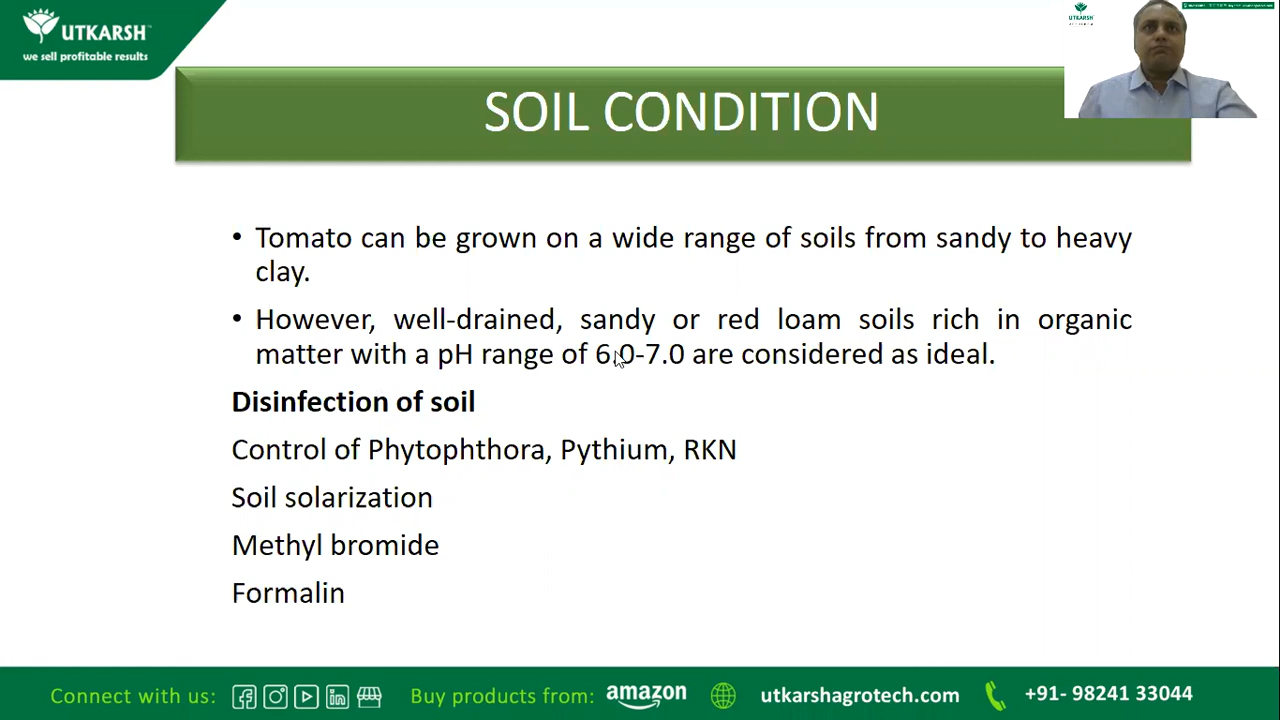 UTKARSH
we sell profitable results
UTKARSH
SOIL CONDITION
• Tomato can be grown on a wide range of soils from sandy to heavy
clay.
• However, well-drained, sandy or red loam soils rich in organic
matter with a pH range of 6.0-7.0 are considered as ideal.
Disinfection of soil
Control of Phytophthora, Pythium, RKN
Soil solarization
Methyl bromide
Formalin
Connect with us:
Buy products from: amazon
utkarshagrotech.com
+91- 98241 33044